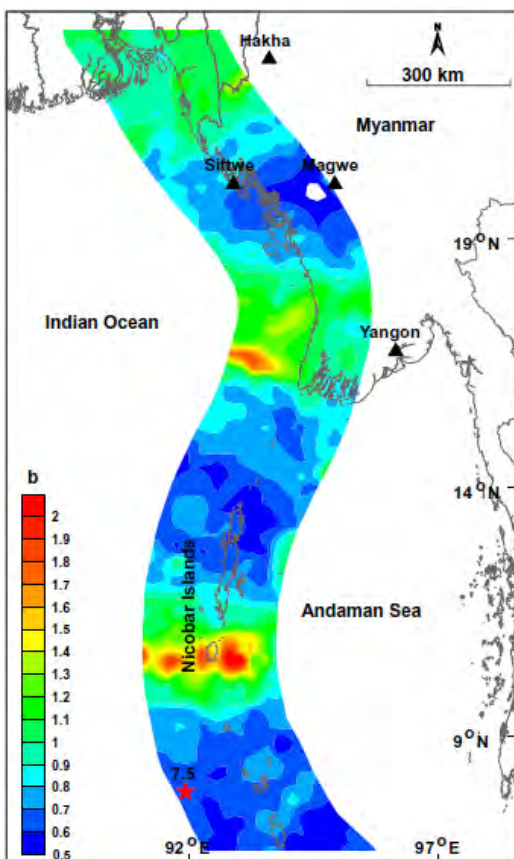 N
Hakha
300 km
Myanmar
Sittwe
Magwe
19°N
Indian Ocean
Yangon
b
14°N
2
1.9
1.8
1.7
1.6
1.5
1.4
1.3
1.2
1.1
1
0.9
0.8
0.7
0.6
0.5
Nicobar Islands
Andaman Sea
9°N
7.5
92°E
97°E